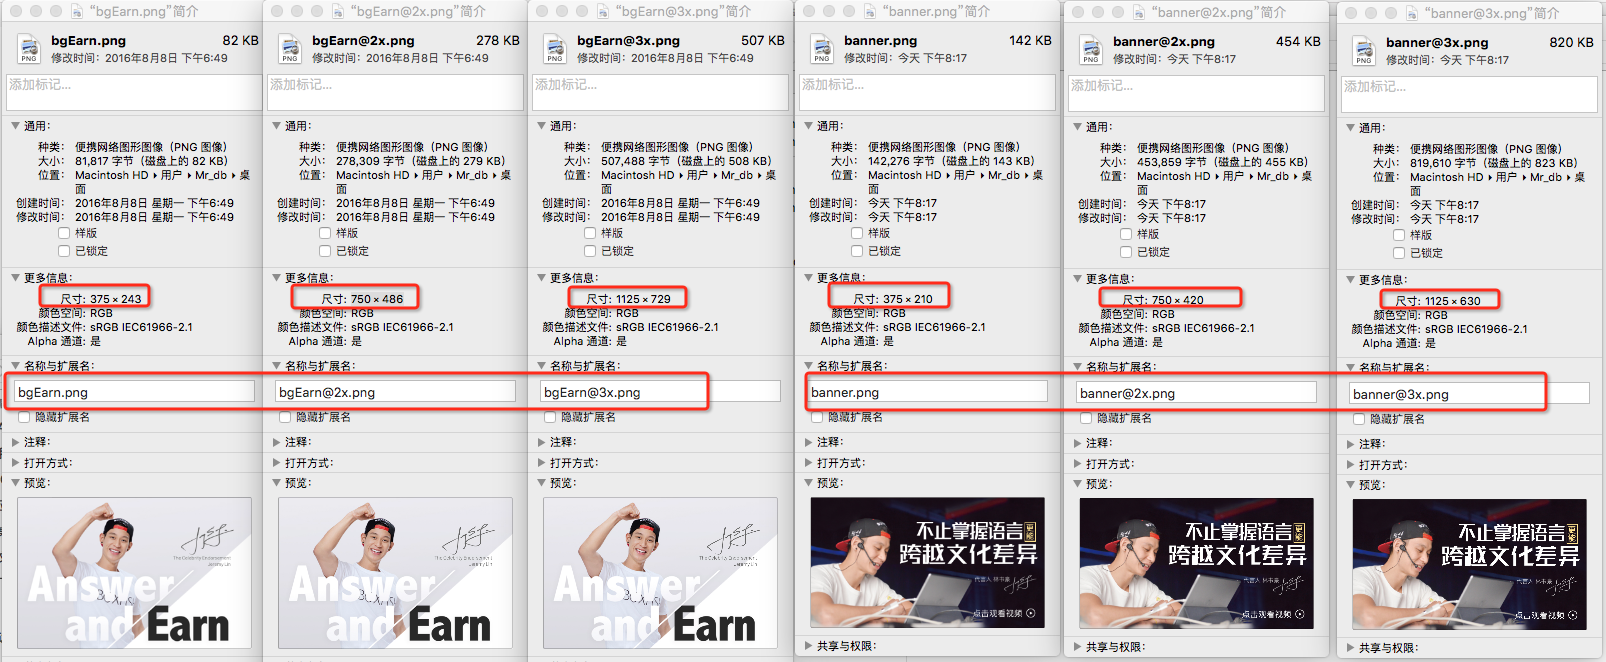 “bgEarn.png”简介
bgEarn.png 82 KB
修改时间：2016年8月8日 下午6:49
添加标记...
通用：
种类：便携网络图形图像（PNG 图像）
大小：81,817 字节（磁盘上的 82 KB）
位置：Macintosh HD ▸ 用户 ▸ Mr_db ▸ 桌
面
创建时间：2016年8月8日 星期一 下午6:49
修改时间：2016年8月8日 星期一 下午6:49
样版
已锁定
更多信息：
尺寸：375 × 243
颜色空间：RGB
颜色描述文件：sRGB IEC61966-2.1
Alpha 通道：是
名称与扩展名：
bgEarn.png
隐藏扩展名
注释：
打开方式：
预览：
The Celebrity Endorsement
Jeremy Lin
Answer
and Earn
“bgEarn@2x.png”简介
bgEarn@2x.png 278 KB
修改时间：2016年8月8日 下午6:49
添加标记...
通用：
种类：便携网络图形图像（PNG 图像）
大小：278,309 字节（磁盘上的 279 KB）
位置：Macintosh HD ▸ 用户 ▸ Mr_db ▸ 桌
面
创建时间：2016年8月8日 星期一 下午6:49
修改时间：2016年8月8日 星期一 下午6:49
样版
已锁定
更多信息：
尺寸：750 × 486
颜色空间：RGB
颜色描述文件：sRGB IEC61966-2.1
Alpha 通道：是
名称与扩展名：
bgEarn@2x.png
隐藏扩展名
注释：
打开方式：
预览：
The Celebrity Endorsement
Jeremy Lin
Answer
and Earn
“bgEarn@3x.png”简介
bgEarn@3x.png 507 KB
修改时间：2016年8月8日 下午6:49
添加标记...
通用：
种类：便携网络图形图像（PNG 图像）
大小：507,488 字节（磁盘上的 508 KB）
位置：Macintosh HD ▸ 用户 ▸ Mr_db ▸ 桌
面
创建时间：2016年8月8日 星期一 下午6:49
修改时间：2016年8月8日 星期一 下午6:49
样版
已锁定
更多信息：
尺寸：1125 × 729
颜色空间：RGB
颜色描述文件：sRGB IEC61966-2.1
Alpha 通道：是
名称与扩展名：
bgEarn@3x.png
隐藏扩展名
注释：
打开方式：
预览：
The Celebrity Endorsement
Jeremy Lin
Answer
and Earn
“banner.png”简介
banner.png 142 KB
修改时间：今天 下午8:17
添加标记...
通用：
种类：便携网络图形图像（PNG 图像）
大小：142,276 字节（磁盘上的 143 KB）
位置：Macintosh HD ▸ 用户 ▸ Mr_db ▸ 桌
面
创建时间：今天 下午8:17
修改时间：今天 下午8:17
样版
已锁定
更多信息：
尺寸：375 × 210
颜色空间：RGB
颜色描述文件：sRGB IEC61966-2.1
Alpha 通道：是
名称与扩展名：
banner.png
隐藏扩展名
注释：
打开方式：
预览：
不止掌握语言 更能
跨越文化差异
代言人 林书豪
点击观看视频
共享与权限：
“banner@2x.png”简介
banner@2x.png 454 KB
修改时间：今天 下午8:17
添加标记...
通用：
种类：便携网络图形图像（PNG 图像）
大小：453,859 字节（磁盘上的 455 KB）
位置：Macintosh HD ▸ 用户 ▸ Mr_db ▸ 桌
面
创建时间：今天 下午8:17
修改时间：今天 下午8:17
样版
已锁定
更多信息：
尺寸：750 × 420
颜色空间：RGB
颜色描述文件：sRGB IEC61966-2.1
Alpha 通道：是
名称与扩展名：
banner@2x.png
隐藏扩展名
注释：
打开方式：
预览：
不止掌握语言 更能
跨越文化差异
代言人 林书豪
点击观看视频
共享与权限：
“banner@3x.png”简介
banner@3x.png 820 KB
修改时间：今天 下午8:17
添加标记...
通用：
种类：便携网络图形图像（PNG 图像）
大小：819,610 字节（磁盘上的 823 KB）
位置：Macintosh HD ▸ 用户 ▸ Mr_db ▸ 桌
面
创建时间：今天 下午8:17
修改时间：今天 下午8:17
样版
已锁定
更多信息：
尺寸：1125 × 630
颜色空间：RGB
颜色描述文件：sRGB IEC61966-2.1
Alpha 通道：是
名称与扩展名：
banner@3x.png
隐藏扩展名
注释：
打开方式：
预览：
不止掌握语言 更能
跨越文化差异
代言人 林书豪
点击观看视频
共享与权限：